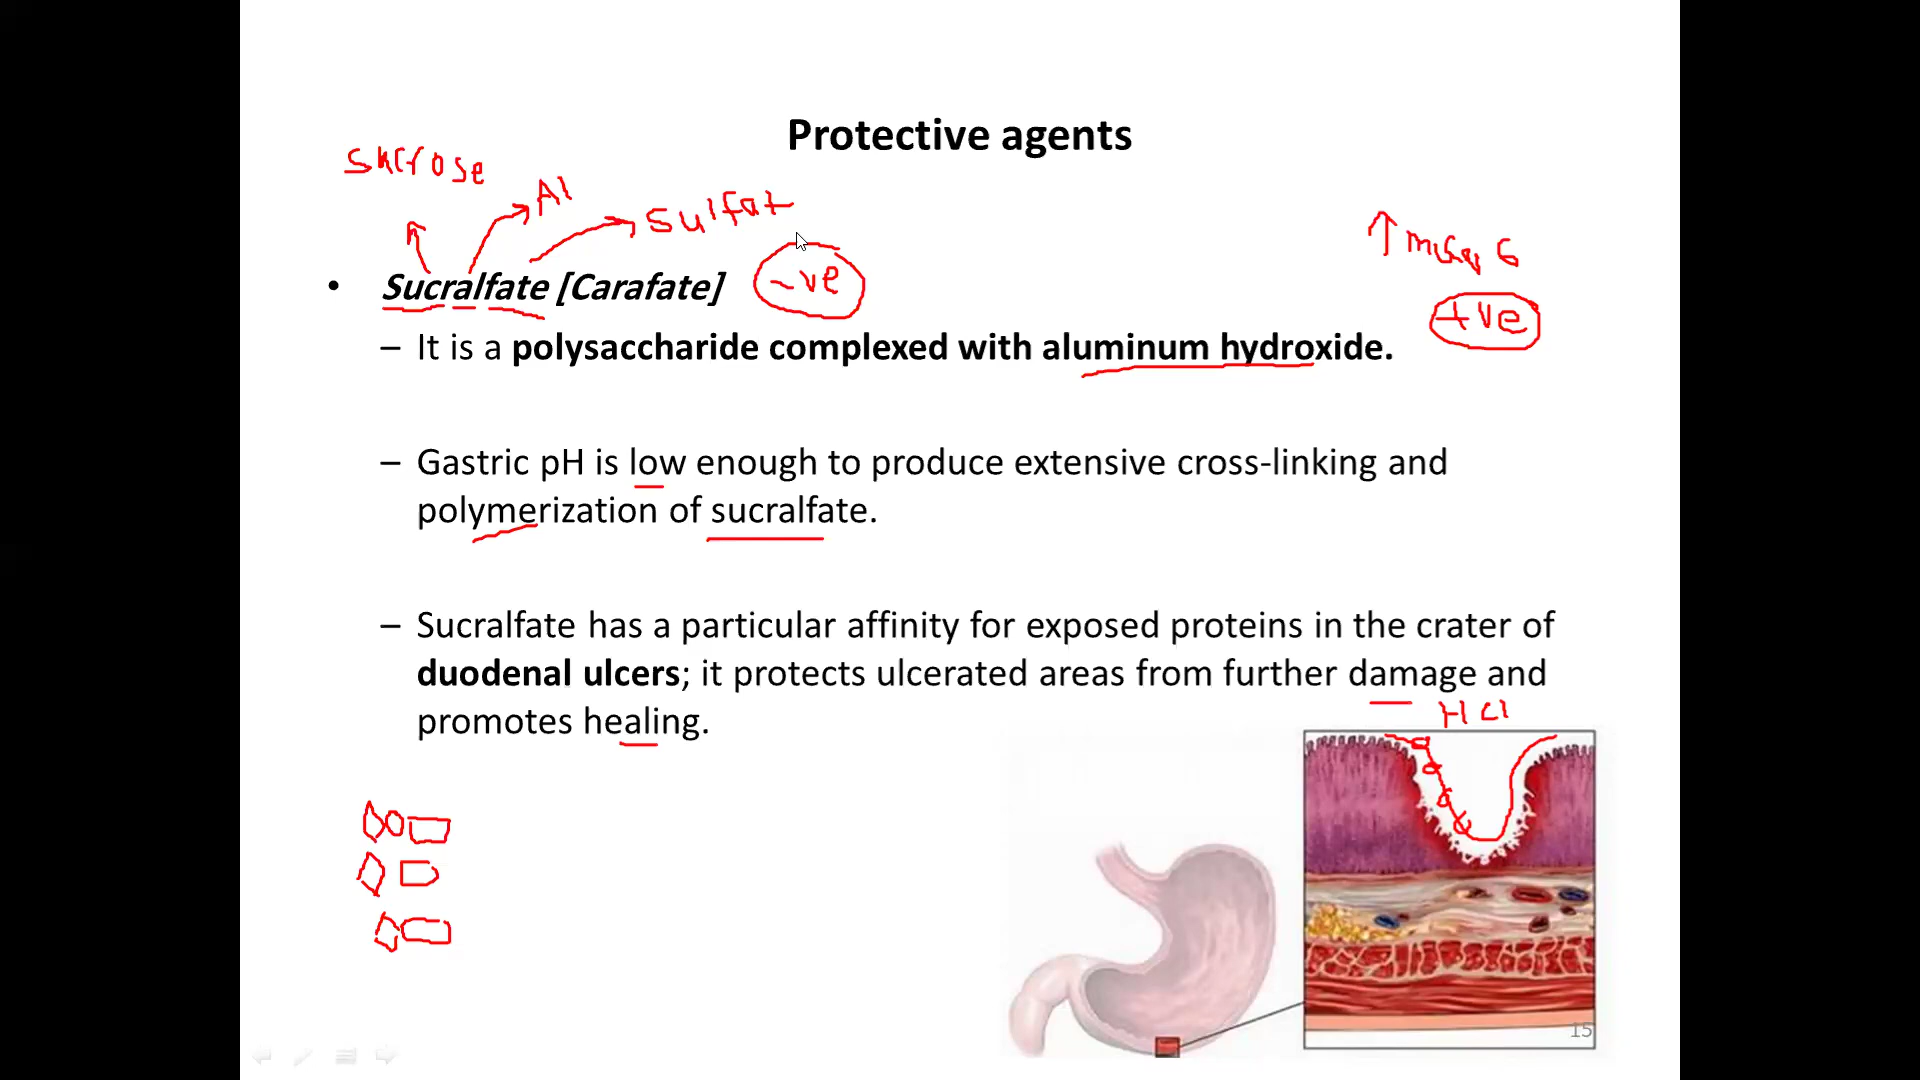 Protective agents
Sucrose
Al
Sulfat
• Sucralfate [Carafate]
-ve
+ve
– It is a polysaccharide complexed with aluminum hydroxide.
– Gastric pH is low enough to produce extensive cross-linking and
polymerization of sucralfate.
– Sucralfate has a particular affinity for exposed proteins in the crater of
duodenal ulcers; it protects ulcerated areas from further damage and
promotes healing.
HCl
15